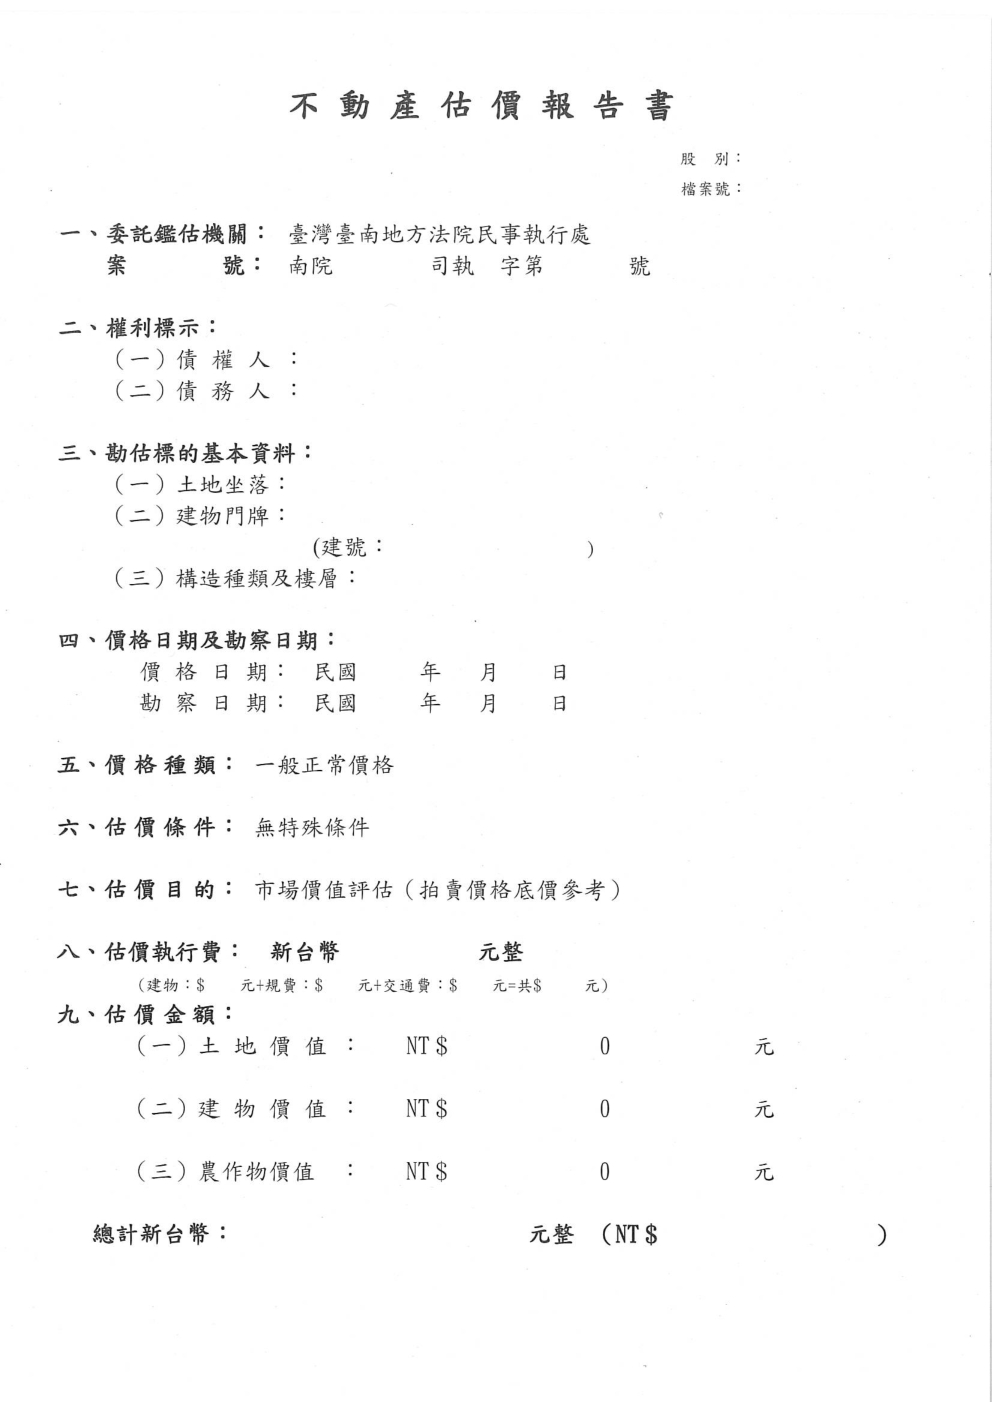 不動產估價報告書
股 別：
檔案號：
一、委託鑑估機關： 臺灣臺南地方法院民事執行處
案 號： 南院 司執 字第 號
二、權利標示：
（一）債 權 人 ：
（二）債 務 人 ：
三、勘估標的基本資料：
（一）土地坐落：
（二）建物門牌：
(建號： )
（三）構造種類及樓層：
四、價格日期及勘察日期：
價 格 日 期： 民國 年 月 日
勘 察 日 期： 民國 年 月 日
五、價 格 種 類： 一般正常價格
六、估 價 條 件： 無特殊條件
七、估 價 目 的： 市場價值評估（拍賣價格底價參考）
八、估價執行費： 新台幣 元整
（建物：$ 元+規費：$ 元+交通費：$ 元=共$ 元）
九、估 價 金 額：
（一）土 地 價 值 ： NT$ 0 元
（二）建 物 價 值 ： NT$ 0 元
（三）農作物價值 ： NT$ 0 元
總計新台幣： 元整 （NT$ ）